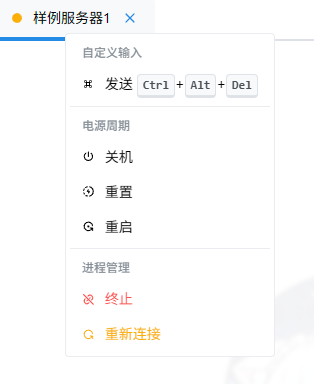 样例服务器1
自定义输入
发送 Ctrl+Alt+Del
电源周期
关机
重置
重启
进程管理
终止
重新连接